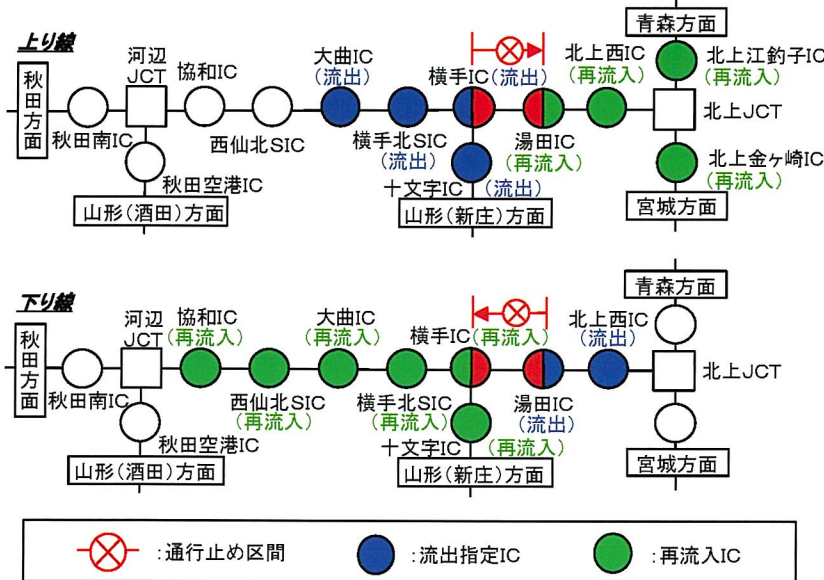 上り線
青森方面
秋田方面
河辺
JCT
協和IC
大曲IC
(流出)
横手IC(流出)
北上西IC
(再流入)
北上江釣子IC
(再流入)
秋田南IC
西仙北SIC
横手北SIC
(流出)
湯田IC
(再流入)
北上JCT
秋田空港IC
十文字IC
(流出)
北上金ヶ崎IC
(再流入)
山形(酒田)方面
山形(新庄)方面
宮城方面
下り線
青森方面
秋田方面
河辺
JCT
協和IC
(再流入)
大曲IC
(再流入)
横手IC(再流入)
北上西IC
(流出)
秋田南IC
西仙北SIC
(再流入)
横手北SIC
(再流入)
湯田IC
(流出)
北上JCT
秋田空港IC
十文字IC
(再流入)
山形(酒田)方面
山形(新庄)方面
宮城方面
:通行止め区間
:流出指定IC
:再流入IC